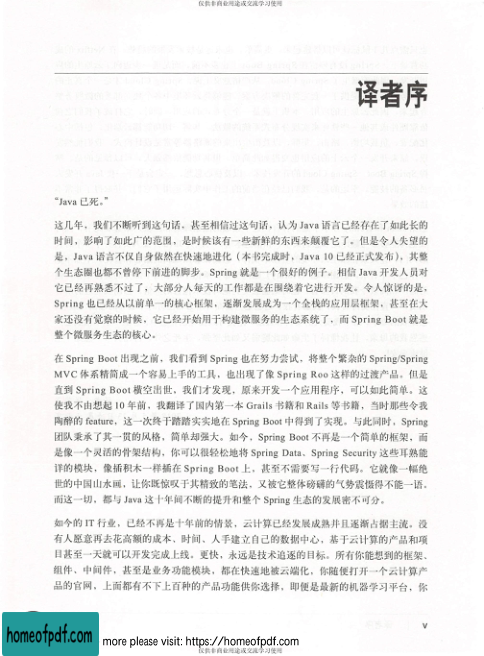 仅供非商业用途或交流学习使用
译者序
“Java 已死。”
这几年，我们不断听到这句话，甚至相信过这句话，认为 Java 语言已经存在了如此长的
时间，影响了如此广的范围，是时候该有一些新鲜的东西来颠覆它了。但是令人失望的
是，Java 语言不仅自身依然在快速地进化（本书完成时，Java 10 已经正式发布），其整
个生态圈也都不曾停下前进的脚步。Spring 就是一个很好的例子。相信 Java 开发人员对
它已经再熟悉不过了，大部分人每天的工作都是在围绕着它进行开发。令人惊讶的是，
Spring 也已经从以前单一的核心框架，逐渐发展成为一个全栈的应用层框架，甚至在大
家还没有觉察的时候，它已经开始用于构建微服务的生态系统了，而 Spring Boot 就是
整个微服务生态的核心。
在 Spring Boot 出现之前，我们看到 Spring 也在努力尝试，将整个繁杂的 Spring/Spring
MVC 体系精简成一个容易上手的工具，也出现了像 Spring Roo 这样的过渡产品。但是
直到 Spring Boot 横空出世，我们才发现，原来开发一个应用程序，可以如此简单。这
使我不由想起 10 年前，我翻译了国内第一本 Grails 书籍和 Rails 等书籍，当时那些令我
陶醉的 feature，这一次终于踏踏实实地在 Spring Boot 中得到了实现。与此同时，Spring
团队秉承了其一贯的风格，简单却强大。如今，Spring Boot 不再是一个简单的框架，而
是像一个灵活的骨架结构，你可以很轻松地将 Spring Data、Spring Security 这些耳熟能
详的模块，像插积木一样插在 Spring Boot 上，甚至不需要写一行代码。它就像一幅绝
世的中国山水画，让你既惊叹于其精致的笔法，又被它整体磅礴的气势震慑得不能一语。
而这一切，都与 Java 这十年间不断的提升和整个 Spring 生态的发展密不可分。
如今的 IT 行业，已经不再是十年前的情景，云计算已经发展成熟并且逐渐占据主流，没
有人愿意再去花高额的成本、时间、人手建立自己的数据中心，基于云计算的产品和项
目甚至一天就可以开发完成上线。更快，永远是技术追逐的目标。所有你能想到的框架、
组件、中间件，甚至是业务功能模块，都在快速地被云端化，你随便打开一个云计算产
品的官网，上面都有不下上百种的产品功能供你选择，即便是最新的机器学习平台，你
V
homeofpdf.com
more please visit: https://homeofpdf.com
仅供非商业用途或交流学习使用